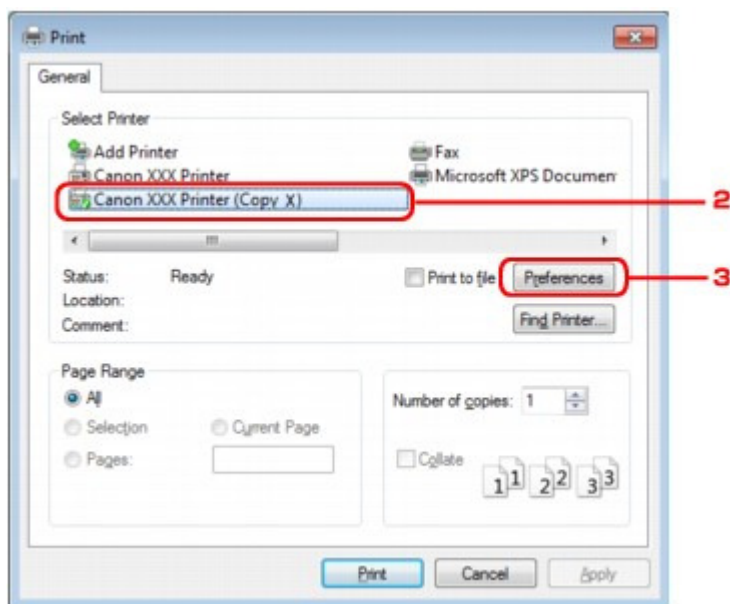 Print
General
Select Printer
Add Printer
Fax
Canon XXX Printer
Microsoft XPS Documen
Canon XXX Printer (Copy X)
2
Status: Ready
Print to file
Preferences
3
Location:
Comment:
Find Printer...
Page Range
All
Number of copies: 1
Selection
Current Page
Pages:
Collate
1 1 2 2 3 3
Print
Cancel
Apply